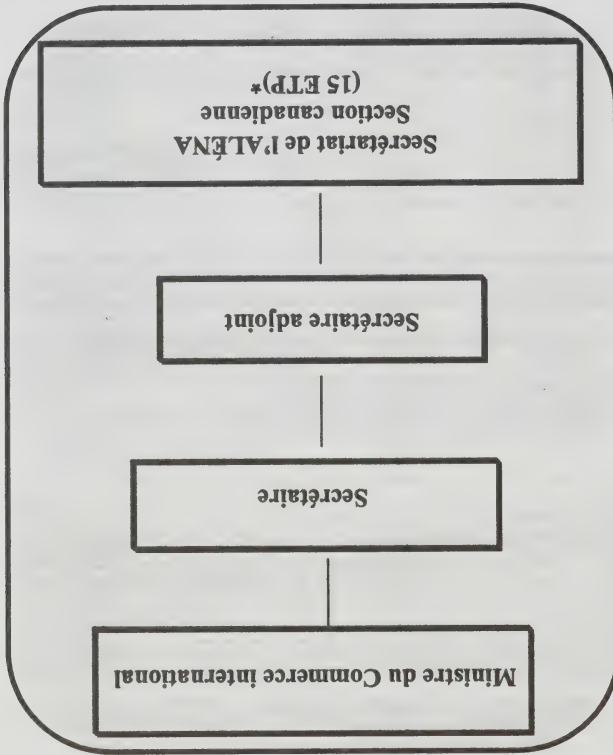 Ministre du Commerce international
Secrétaire
Secrétaire adjoint
Secrétariat de l'ALÉNA
Section canadienne
(15 ETP)*